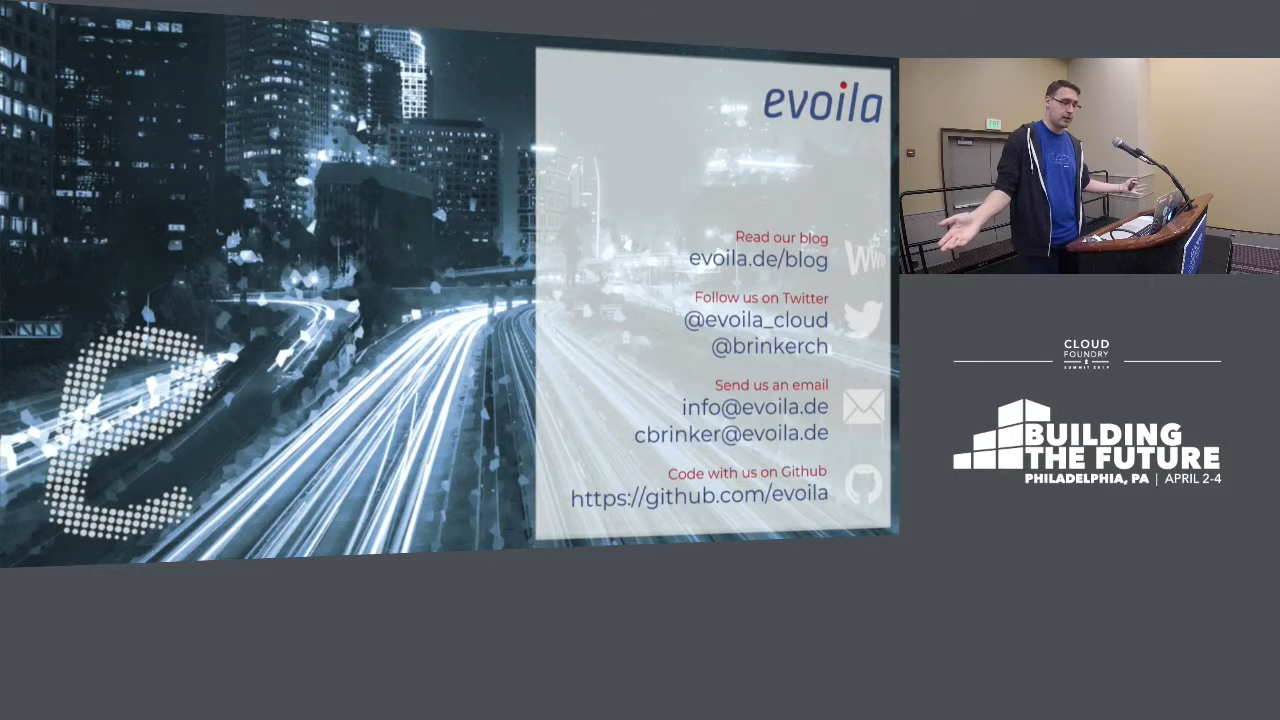 evoila
Read our blog
evoila.de/blog
Follow us on Twitter
@evoila_cloud
@brinkerch
Send us an email
info@evoila.de
cbrinker@evoila.de
Code with us on Github
https://github.com/evoila
CLOUD
FOUNDRY
SUMMIT 2019
BUILDING
THE FUTURE
PHILADELPHIA, PA | APRIL 2-4